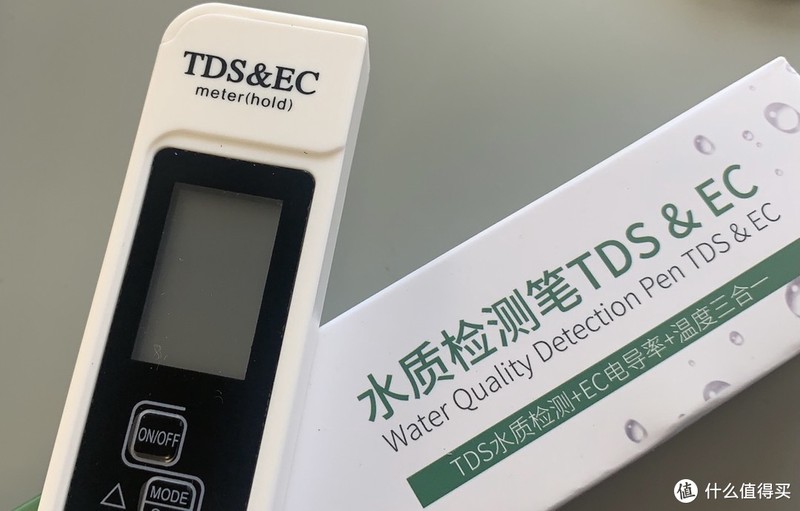 TDS&EC
meter(hold)
ON/OFF
MODE
水质检测笔TDS & EC
Water Quality Detection Pen TDS & EC
TDS水质检测+EC电导率+温度三合一
值 什么值得买